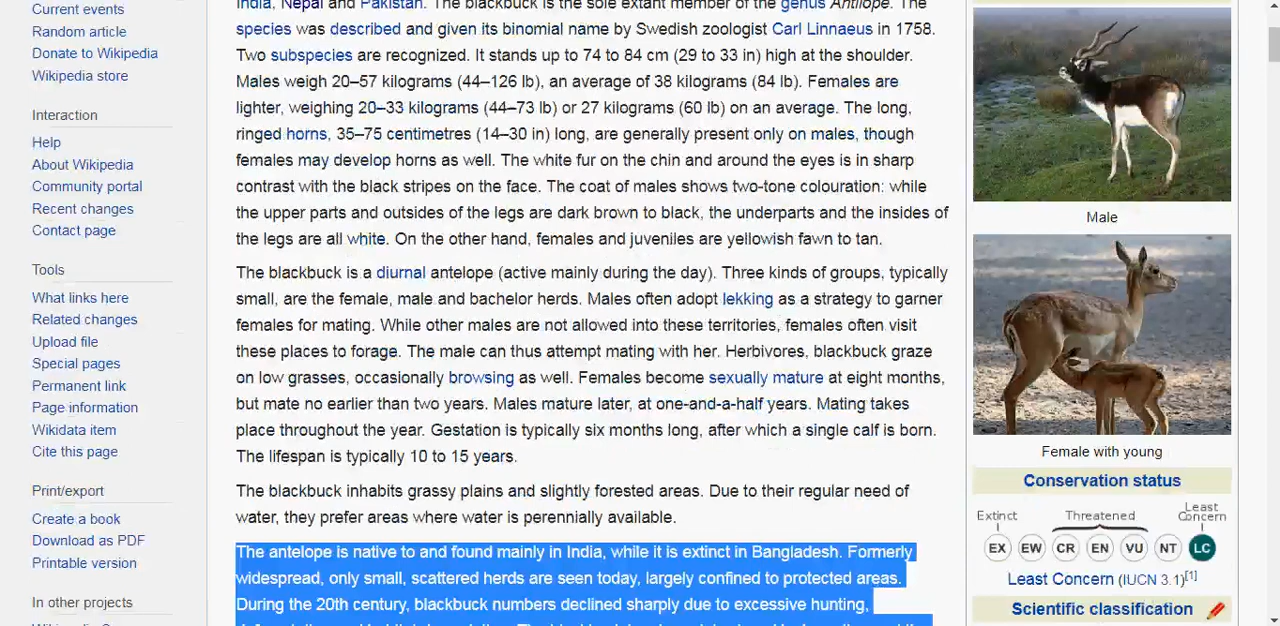 Current events
Random article
Donate to Wikipedia
Wikipedia store
Interaction
Help
About Wikipedia
Community portal
Recent changes
Contact page
Tools
What links here
Related changes
Upload file
Special pages
Permanent link
Page information
Wikidata item
Cite this page
Print/export
Create a book
Download as PDF
Printable version
In other projects
India, Nepal and Pakistan. The blackbuck is the sole extant member of the genus Antilope. The
species was described and given its binomial name by Swedish zoologist Carl Linnaeus in 1758.
Two subspecies are recognized. It stands up to 74 to 84 cm (29 to 33 in) high at the shoulder.
Males weigh 20–57 kilograms (44–126 lb), an average of 38 kilograms (84 lb). Females are
lighter, weighing 20–33 kilograms (44–73 lb) or 27 kilograms (60 lb) on an average. The long,
ringed horns, 35–75 centimetres (14–30 in) long, are generally present only on males, though
females may develop horns as well. The white fur on the chin and around the eyes is in sharp
contrast with the black stripes on the face. The coat of males shows two-tone colouration: while
the upper parts and outsides of the legs are dark brown to black, the underparts and the insides of
the legs are all white. On the other hand, females and juveniles are yellowish fawn to tan.
The blackbuck is a diurnal antelope (active mainly during the day). Three kinds of groups, typically
small, are the female, male and bachelor herds. Males often adopt lekking as a strategy to garner
females for mating. While other males are not allowed into these territories, females often visit
these places to forage. The male can thus attempt mating with her. Herbivores, blackbuck graze
on low grasses, occasionally browsing as well. Females become sexually mature at eight months,
but mate no earlier than two years. Males mature later, at one-and-a-half years. Mating takes
place throughout the year. Gestation is typically six months long, after which a single calf is born.
The lifespan is typically 10 to 15 years.
The blackbuck inhabits grassy plains and slightly forested areas. Due to their regular need of
water, they prefer areas where water is perennially available.
The antelope is native to and found mainly in India, while it is extinct in Bangladesh. Formerly
widespread, only small, scattered herds are seen today, largely confined to protected areas.
During the 20th century, blackbuck numbers declined sharply due to excessive hunting,
Male
Female with young
Conservation status
Extinct Threatened Least Concern
EX EW CR EN VU NT LC
Least Concern (IUCN 3.1)[1]
Scientific classification